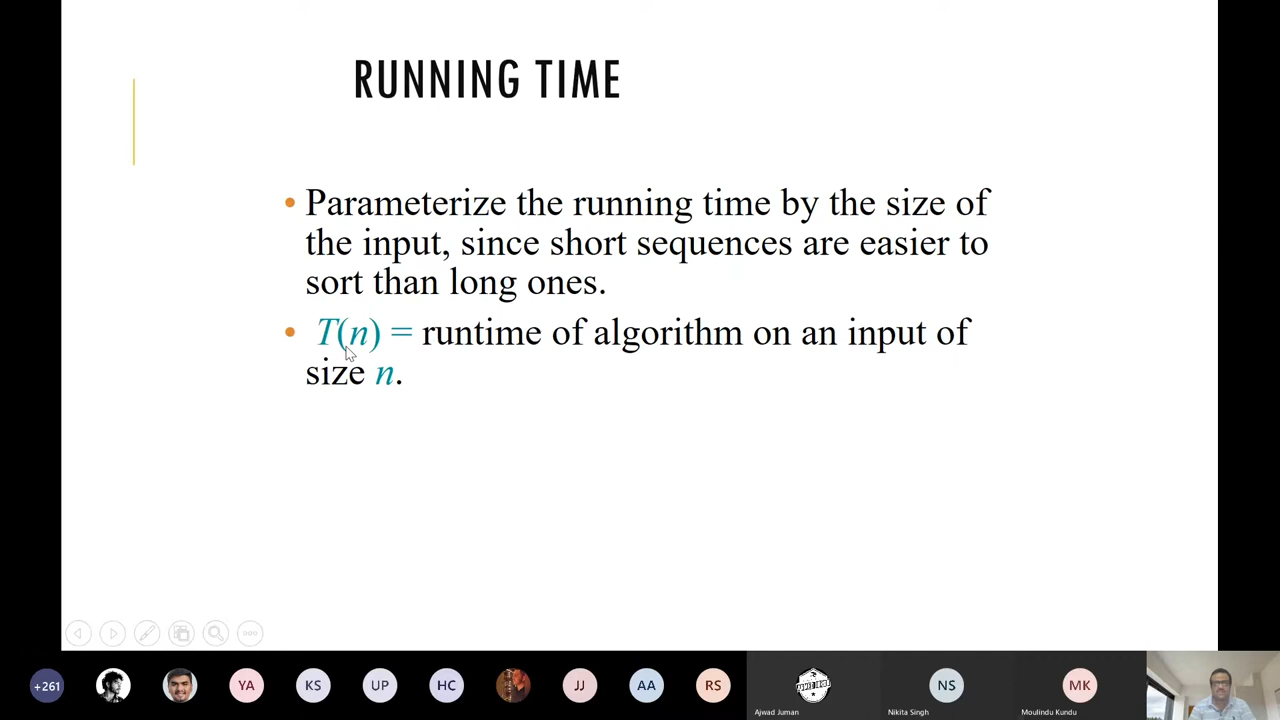 RUNNING TIME
• Parameterize the running time by the size of
the input, since short sequences are easier to
sort than long ones.
• T(n) = runtime of algorithm on an input of
size n.
+261
YA
KS
UP
HC
JJ
AA
RS
NS
MK
Ajwad Juman
Nikita Singh
Moulindu Kundu